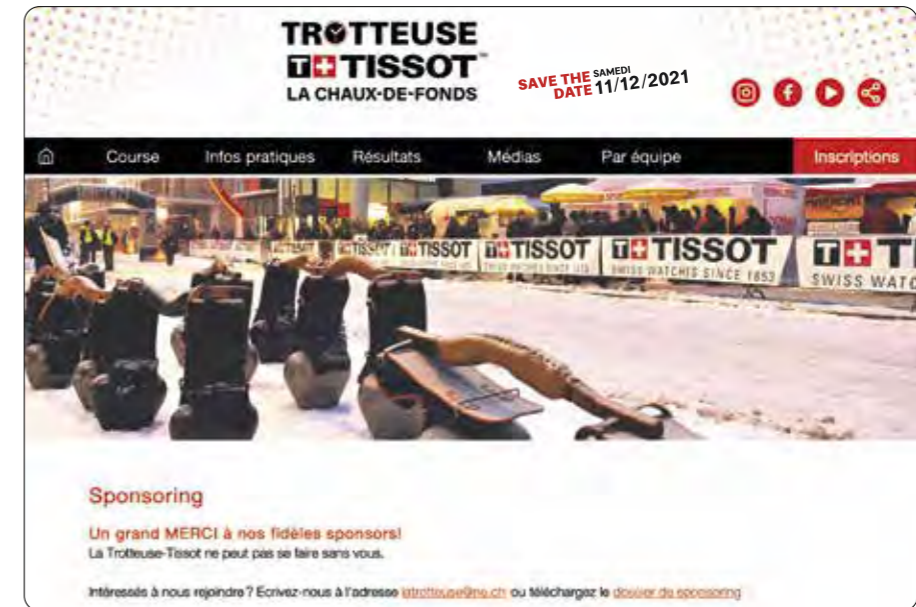 TROTTEUSE
T+ TISSOT™
LA CHAUX-DE-FONDS
SAVE THE DATE SAMEDI 11/12/2021
Course Infos pratiques Résultats Médias Par équipe Inscriptions
TISSOT T+ TISSOT T+ TISSOT T+ TISSOT T+ T
SWISS WATCHES SINCE 1853 SWISS WATC
Sponsoring
Un grand MERCI à nos fidèles sponsors!
La Trotteuse-Tissot ne peut pas se faire sans vous.
Intéressés à nous rejoindre ? Ecrivez-nous à l'adresse latrotteuse@ne.ch ou téléchargez le dossier de sponsoring